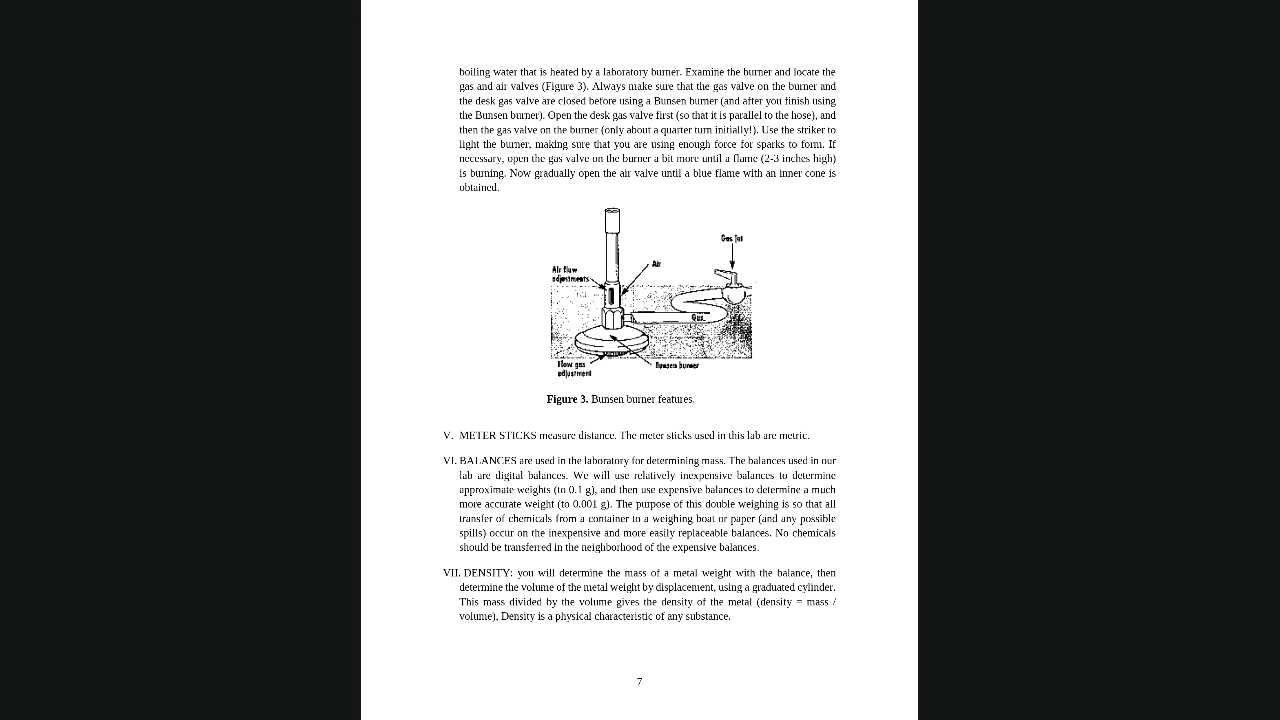 boiling water that is heated by a laboratory burner. Examine the burner and locate the
gas and air valves (Figure 3). Always make sure that the gas valve on the burner and
the desk gas valve are closed before using a Bunsen burner (and after you finish using
the Bunsen burner). Open the desk gas valve first (so that it is parallel to the hose), and
then the gas valve on the burner (only about a quarter turn initially!). Use the striker to
light the burner, making sure that you are using enough force for sparks to form. If
necessary, open the gas valve on the burner a bit more until a flame (2-3 inches high)
is burning. Now gradually open the air valve until a blue flame with an inner cone is
obtained.
Gas Jet
Air
Air flow
adjustments
Gas
Flow gas
adjustment
Bunsen burner
Figure 3. Bunsen burner features.
V. METER STICKS measure distance. The meter sticks used in this lab are metric.
VI. BALANCES are used in the laboratory for determining mass. The balances used in our
lab are digital balances. We will use relatively inexpensive balances to determine
approximate weights (to 0.1 g), and then use expensive balances to determine a much
more accurate weight (to 0.001 g). The purpose of this double weighing is so that all
transfer of chemicals from a container to a weighing boat or paper (and any possible
spills) occur on the inexpensive and more easily replaceable balances. No chemicals
should be transferred in the neighborhood of the expensive balances.
VII. DENSITY: you will determine the mass of a metal weight with the balance, then
determine the volume of the metal weight by displacement, using a graduated cylinder.
This mass divided by the volume gives the density of the metal (density = mass /
volume), Density is a physical characteristic of any substance.
7